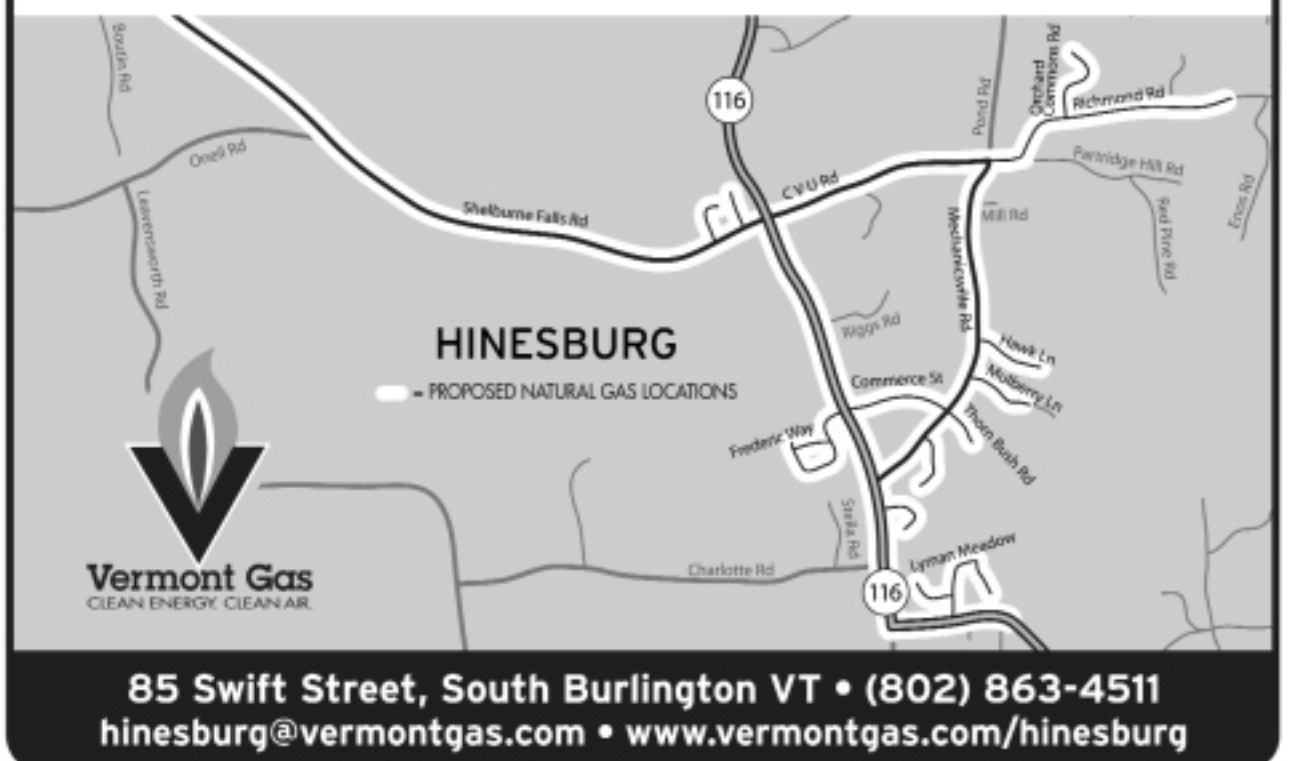 Boutin Rd
116
Pond Rd
Orchard
Commons Rd
Richmond Rd
Oneil Rd
Partridge Hill Rd
Leavensworth Rd
Shelburne Falls Rd
C V U Rd
Mill Rd
Mechanicsville Rd
Red Pine Rd
Enos Rd
Riggs Rd
HINESBURG
= PROPOSED NATURAL GAS LOCATIONS
Hawk Ln
Mulberry Ln
Commerce St
Thorn Bush Rd
Frederic Way
Stella Rd
Charlotte Rd
Lyman Meadow
116
Vermont Gas
CLEAN ENERGY. CLEAN AIR.
85 Swift Street, South Burlington VT • (802) 863-4511
hinesburg@vermontgas.com • www.vermontgas.com/hinesburg